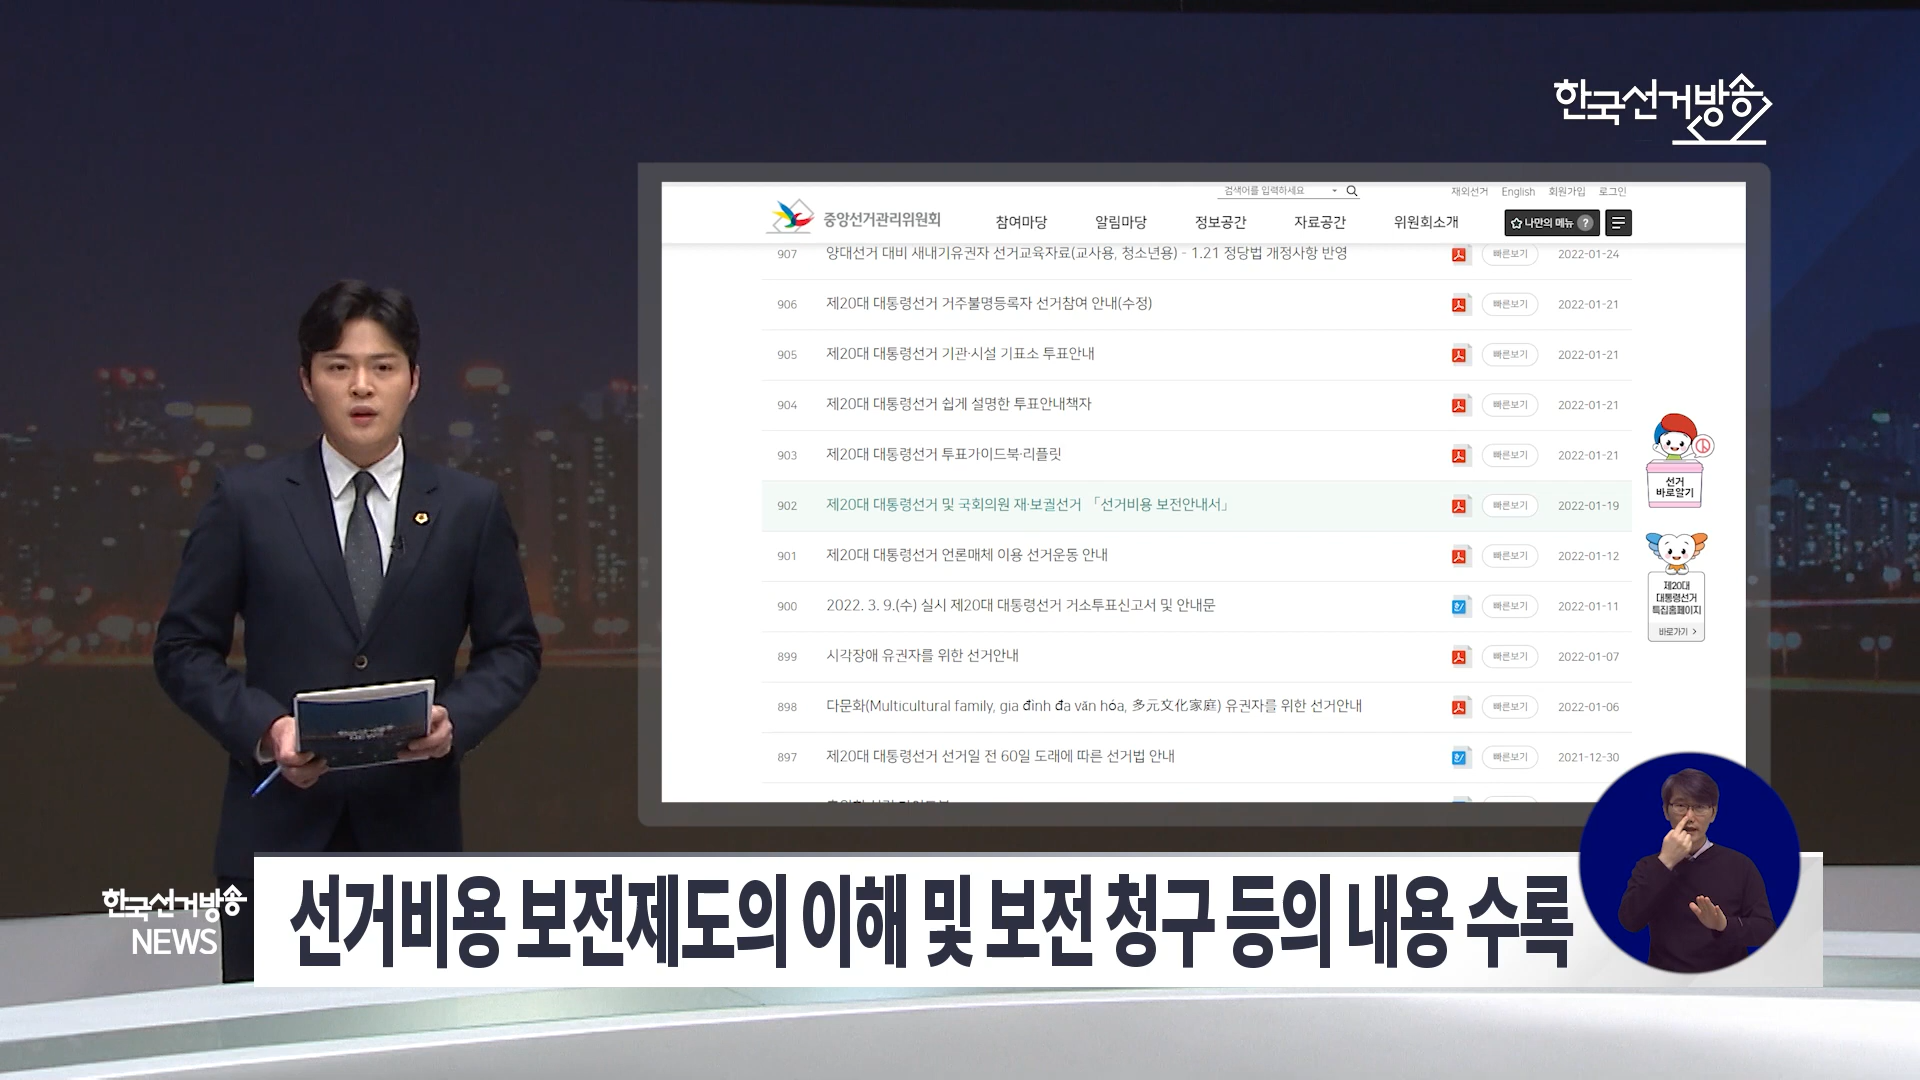 한국선거방송
검색어를 입력하세요
재외선거 English 회원가입 로그인
중앙선거관리위원회 참여마당 알림마당 정보공간 자료공간 위원회소개 나만의 메뉴 ?
907 양대선거 대비 새내기유권자 선거교육자료(교사용, 청소년용) - 1.21 정당법 개정사항 반영 빠른보기 2022-01-24
906 제20대 대통령선거 거주불명등록자 선거참여 안내(수정) 빠른보기 2022-01-21
905 제20대 대통령선거 기관·시설 기표소 투표안내 빠른보기 2022-01-21
904 제20대 대통령선거 쉽게 설명한 투표안내책자 빠른보기 2022-01-21
903 제20대 대통령선거 투표가이드북·리플릿 빠른보기 2022-01-21
902 제20대 대통령선거 및 국회의원 재·보궐선거 「선거비용 보전안내서」 빠른보기 2022-01-19
901 제20대 대통령선거 언론매체 이용 선거운동 안내 빠른보기 2022-01-12
900 2022. 3. 9.(수) 실시 제20대 대통령선거 거소투표신고서 및 안내문 빠른보기 2022-01-11
899 시각장애 유권자를 위한 선거안내 빠른보기 2022-01-07
898 다문화(Multicultural family, gia đình đa văn hóa, 多元文化家庭) 유권자를 위한 선거안내 빠른보기 2022-01-06
897 제20대 대통령선거 선거일 전 60일 도래에 따른 선거법 안내 빠른보기 2021-12-30
선거
바로알기
제20대
대통령선거
특집홈페이지
바로가기 >
한국선거방송
NEWS
선거비용 보전제도의 이해 및 보전 청구 등의 내용 수록